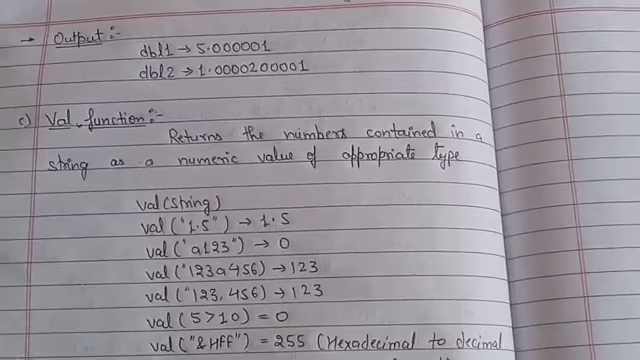 → Output :-
dbl1 → 5.000001
dbl2 → 1.0000200001
c) Val function :-
Returns the numbers contained in a
string as a numeric value of appropriate type
val(string)
val("1.5") → 1.5
val("a123") → 0
val("123a456) → 123
val("123,456) → 123
val(5>10) = 0
val("&HFF") = 255 (Hexadecimal to decimal